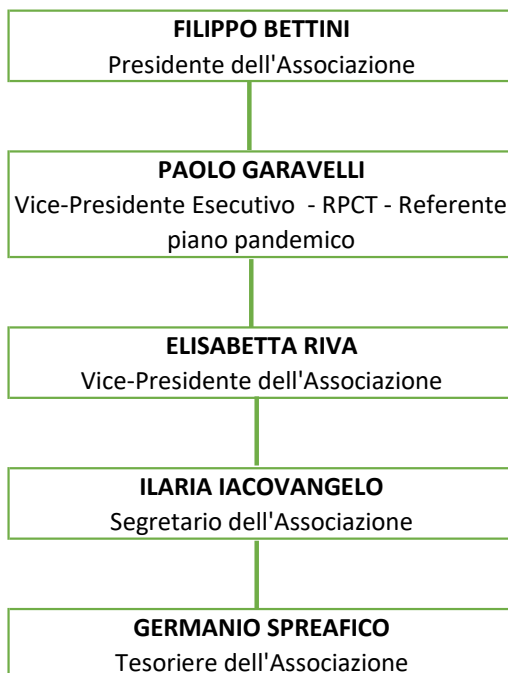 FILIPPO BETTINI
Presidente dell'Associazione
PAOLO GARAVELLI
Vice-Presidente Esecutivo - RPCT - Referente
piano pandemico
ELISABETTA RIVA
Vice-Presidente dell'Associazione
ILARIA IACOVANGELO
Segretario dell'Associazione
GERMANIO SPREAFICO
Tesoriere dell'Associazione